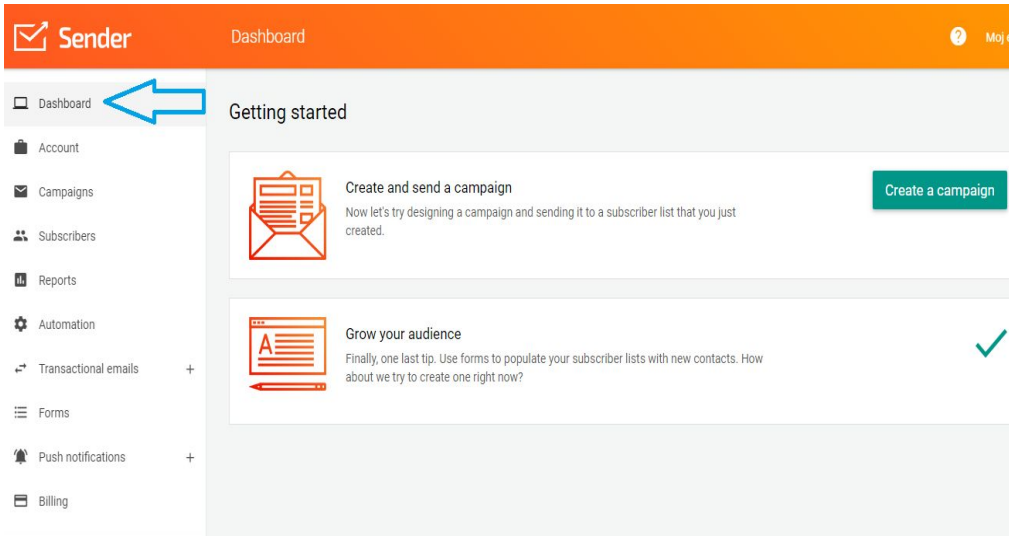 Sender
Dashboard
Moj
Dashboard
Account
Campaigns
Subscribers
Reports
Automation
Transactional emails +
Forms
Push notifications +
Billing
Getting started
Create and send a campaign
Now let's try designing a campaign and sending it to a subscriber list that you just
created.
Create a campaign
A
Grow your audience
Finally, one last tip. Use forms to populate your subscriber lists with new contacts. How
about we try to create one right now?